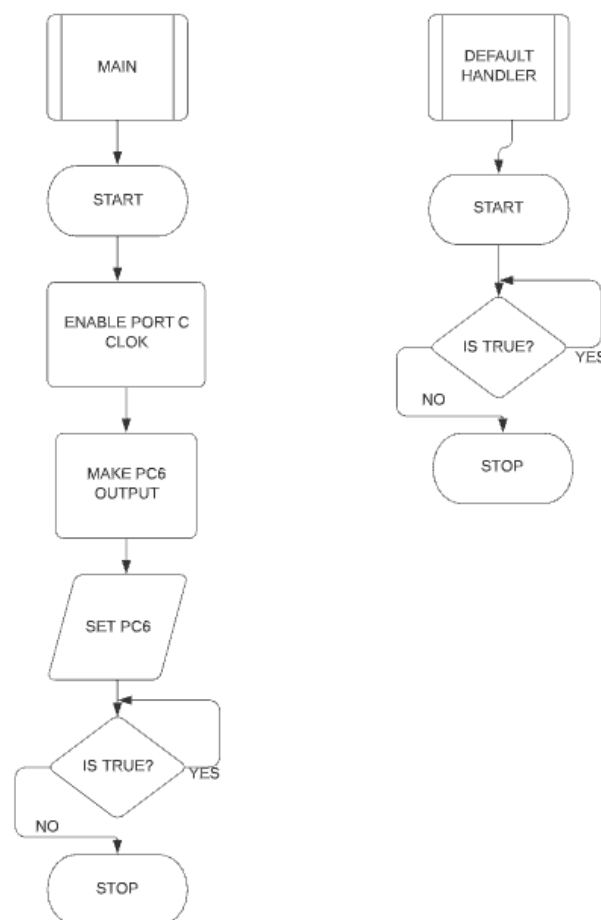 MAIN
START
ENABLE PORT C
CLOK
MAKE PC6
OUTPUT
SET PC6
IS TRUE?
YES
NO
STOP
DEFAULT
HANDLER
START
IS TRUE?
YES
NO
STOP